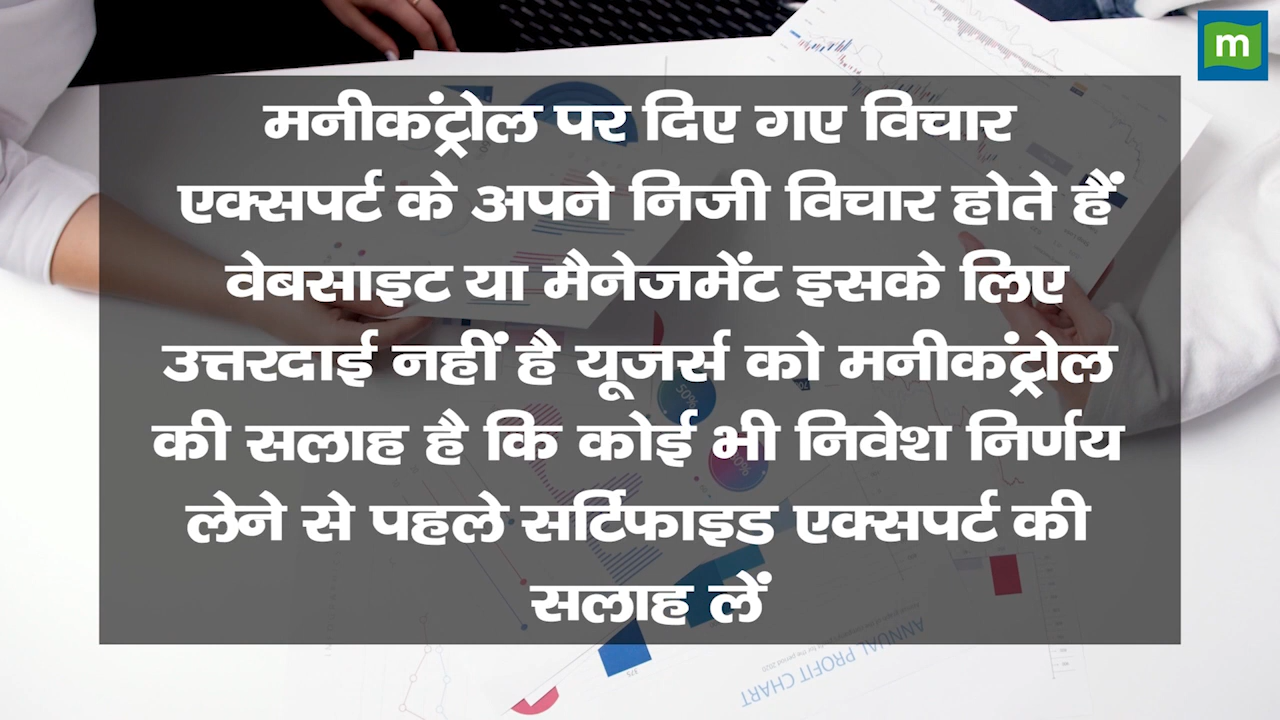 m
मनीकंट्रोल पर दिए गए विचार
एक्सपर्ट के अपने निजी विचार होते हैं
वेबसाइट या मैनेजमेंट इसके लिए
उत्तरदाई नहीं है यूजर्स को मनीकंट्रोल
की सलाह है कि कोई भी निवेश निर्णय
लेने से पहले सर्टिफाइड एक्सपर्ट की
सलाह लें
50%
ANNUAL PROFIT CHART